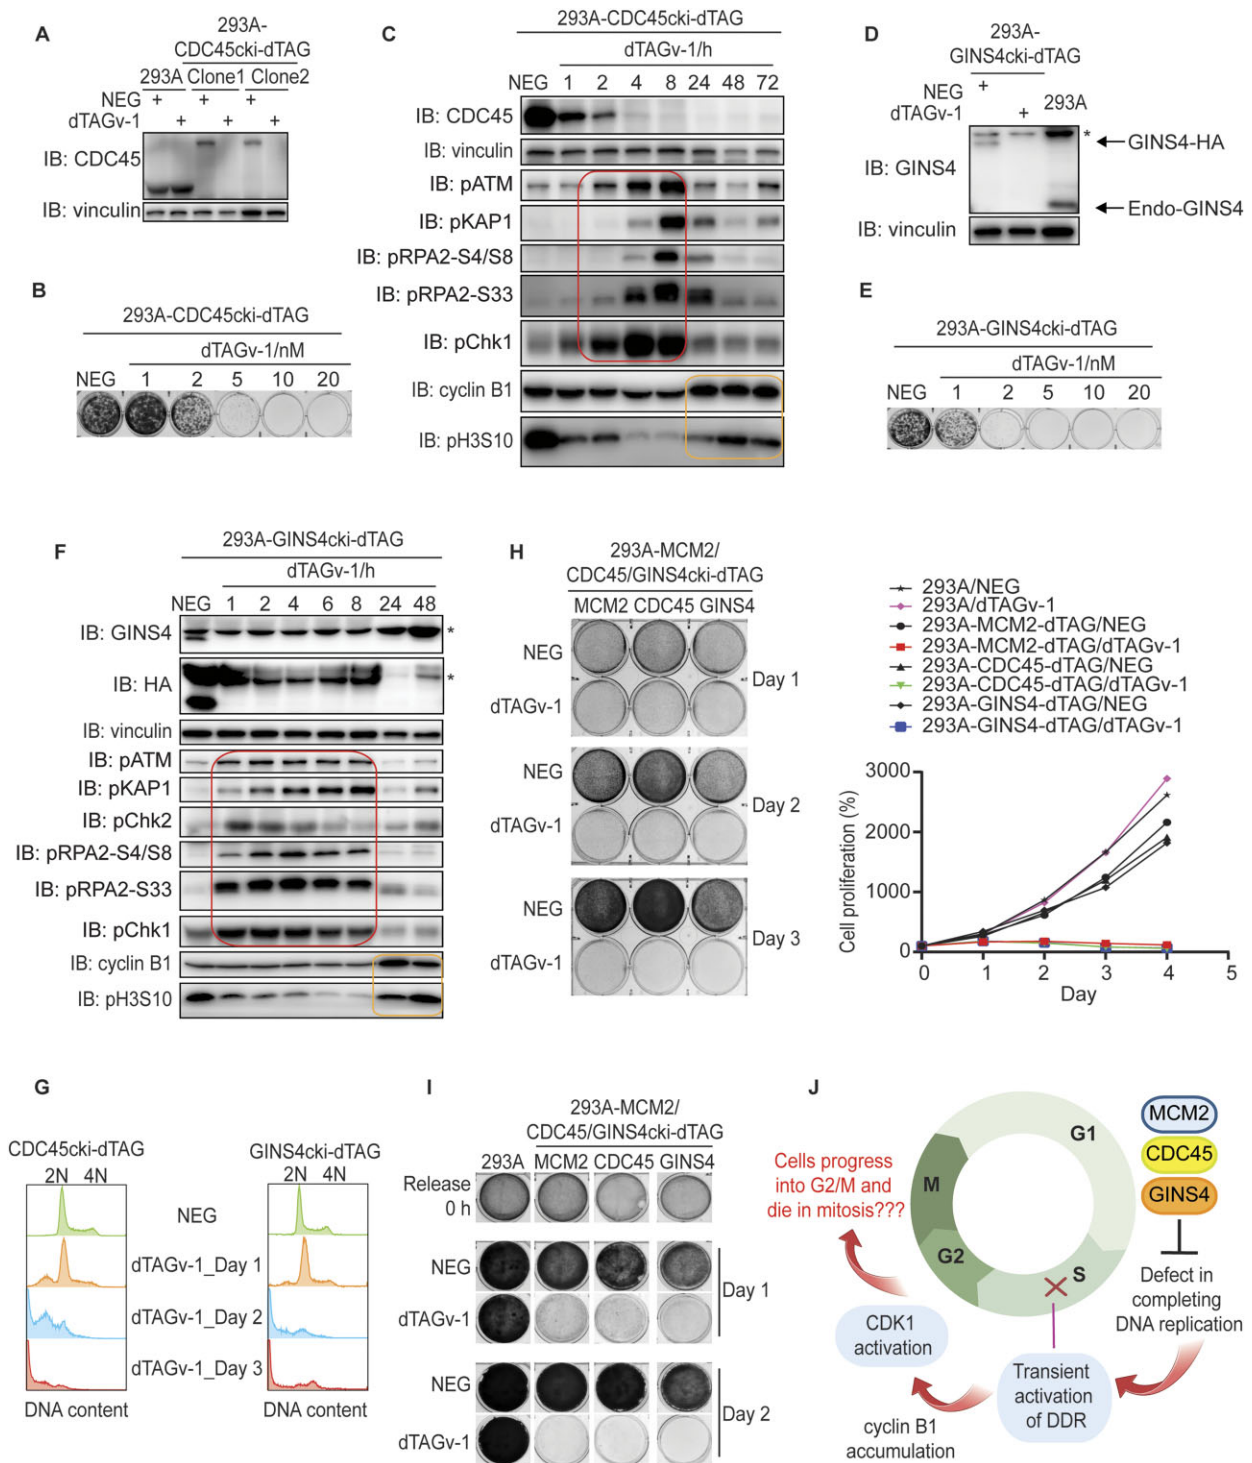 A
293A-
CDC45cki-dTAG
293A Clone1 Clone2
NEG + + +
dTAGv-1 + + +
IB: CDC45
IB: vinculin
B
293A-CDC45cki-dTAG
dTAGv-1/nM
NEG 1 2 5 10 20
C
293A-CDC45cki-dTAG
dTAGv-1/h
NEG 1 2 4 8 24 48 72
IB: CDC45
IB: vinculin
IB: pATM
IB: pKAP1
IB: pRPA2-S4/S8
IB: pRPA2-S33
IB: pChk1
IB: cyclin B1
IB: pH3S10
D
293A-
GINS4cki-dTAG
NEG +
dTAGv-1 + 293A
*
GINS4-HA
IB: GINS4
Endo-GINS4
IB: vinculin
E
293A-GINS4cki-dTAG
dTAGv-1/nM
NEG 1 2 5 10 20
F
293A-GINS4cki-dTAG
dTAGv-1/h
NEG 1 2 4 6 8 24 48
IB: GINS4 *
IB: HA *
IB: vinculin
IB: pATM
IB: pKAP1
IB: pChk2
IB: pRPA2-S4/S8
IB: pRPA2-S33
IB: pChk1
IB: cyclin B1
IB: pH3S10
H
293A-MCM2/
CDC45/GINS4cki-dTAG
MCM2 CDC45 GINS4
NEG
Day 1
dTAGv-1
NEG
Day 2
dTAGv-1
NEG
Day 3
dTAGv-1
293A/NEG
293A/dTAGv-1
293A-MCM2-dTAG/NEG
293A-MCM2-dTAG/dTAGv-1
293A-CDC45-dTAG/NEG
293A-CDC45-dTAG/dTAGv-1
293A-GINS4-dTAG/NEG
293A-GINS4-dTAG/dTAGv-1
Cell proliferation (%)
3000
2000
1000
0
0 1 2 3 4 5
Day
G
CDC45cki-dTAG GINS4cki-dTAG
2N 4N 2N 4N
NEG
dTAGv-1_Day 1
dTAGv-1_Day 2
dTAGv-1_Day 3
DNA content DNA content
I
293A-MCM2/
CDC45/GINS4cki-dTAG
293A MCM2 CDC45 GINS4
Release
0 h
NEG
Day 1
dTAGv-1
NEG
Day 2
dTAGv-1
J
G1
S
G2
M
MCM2
CDC45
GINS4
Defect in
completing
DNA replication
Transient
activation
of DDR
cyclin B1
accumulation
CDK1
activation
Cells progress
into G2/M and
die in mitosis???